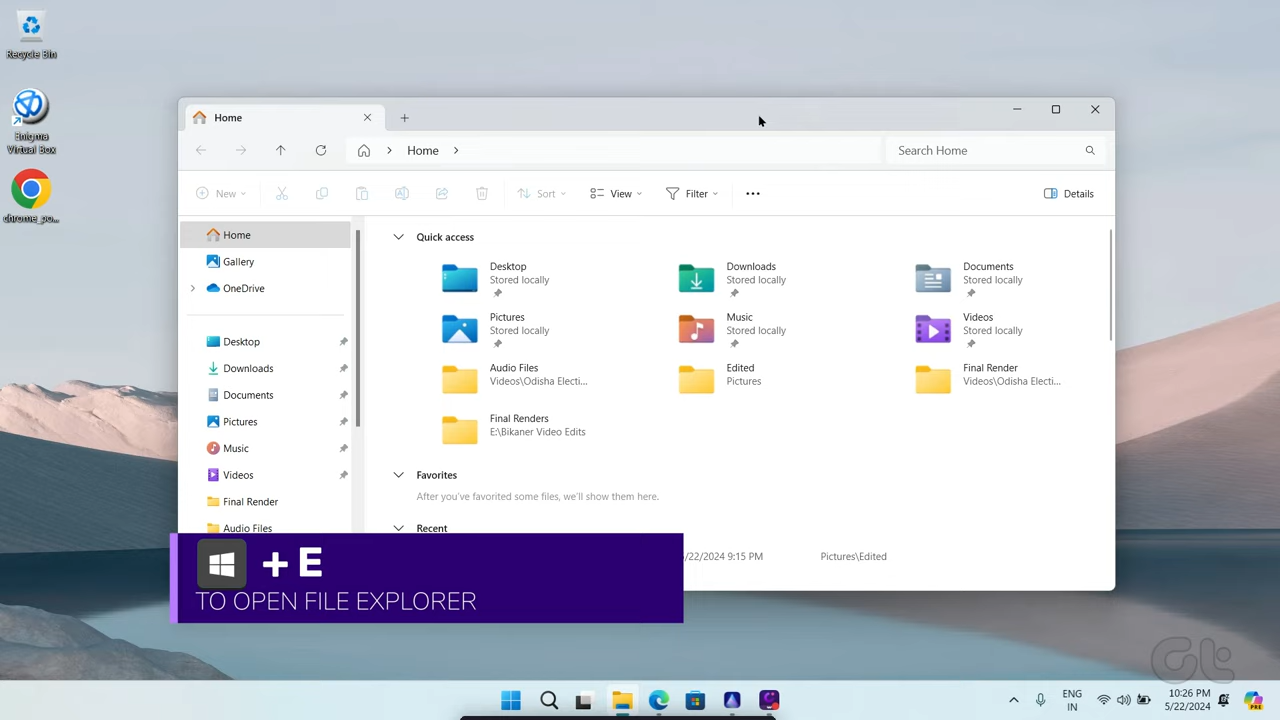 Recycle Bin
Enigma
Virtual Box
chrome_po...
Home
Home
Search Home
New
Sort
View
Filter
Details
Home
Gallery
OneDrive
Desktop
Downloads
Documents
Pictures
Music
Videos
Final Render
Audio Files
Quick access
Desktop
Stored locally
Downloads
Stored locally
Documents
Stored locally
Pictures
Stored locally
Music
Stored locally
Videos
Stored locally
Audio Files
Videos\Odisha Electi...
Edited
Pictures
Final Render
Videos\Odisha Electi...
Final Renders
E:\Bikaner Video Edits
Favorites
After you've favorited some files, we'll show them here.
Recent
/22/2024 9:15 PM
Pictures\Edited
+ E
TO OPEN FILE EXPLORER
Gt
ENG
IN
10:26 PM
5/22/2024
PRE